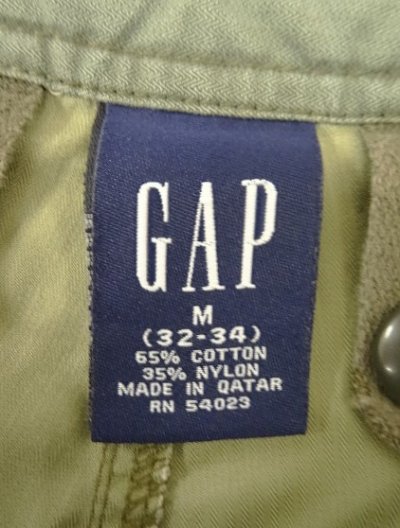 GAP
M
(32-34)
65% COTTON
35% NYLON
MADE IN QATAR
RN 54023